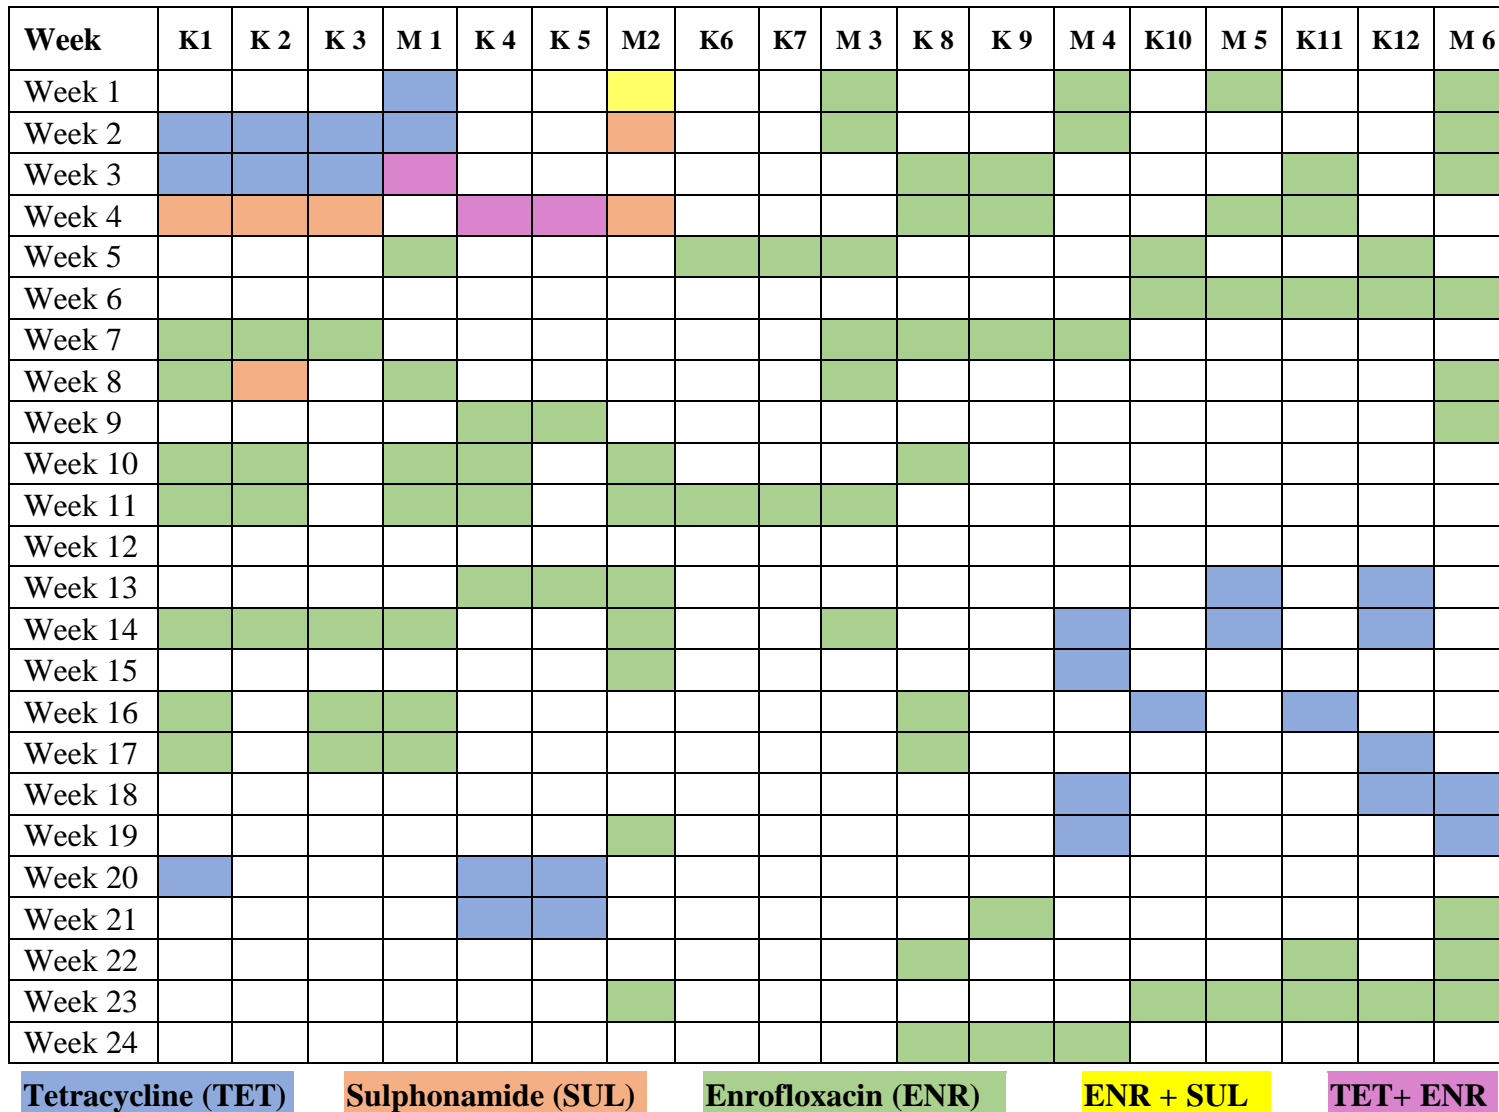 Week K1 K 2 K 3 M 1 K 4 K 5 M2 K6 K7 M 3 K 8 K 9 M 4 K10 M 5 K11 K12 M 6
Week 1
Week 2
Week 3
Week 4
Week 5
Week 6
Week 7
Week 8
Week 9
Week 10
Week 11
Week 12
Week 13
Week 14
Week 15
Week 16
Week 17
Week 18
Week 19
Week 20
Week 21
Week 22
Week 23
Week 24
Tetracycline (TET) Sulphonamide (SUL) Enrofloxacin (ENR) ENR + SUL TET+ ENR